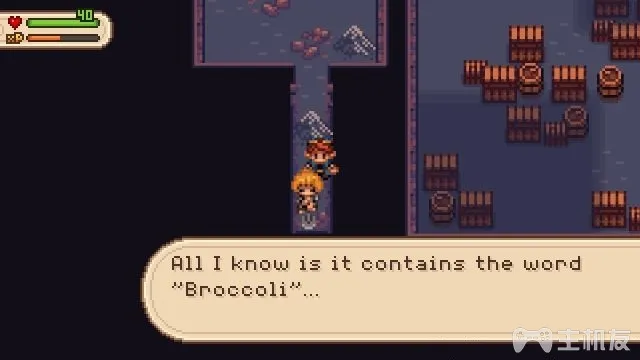 40
All I know is it contains the word
"Broccoli"...
主机友